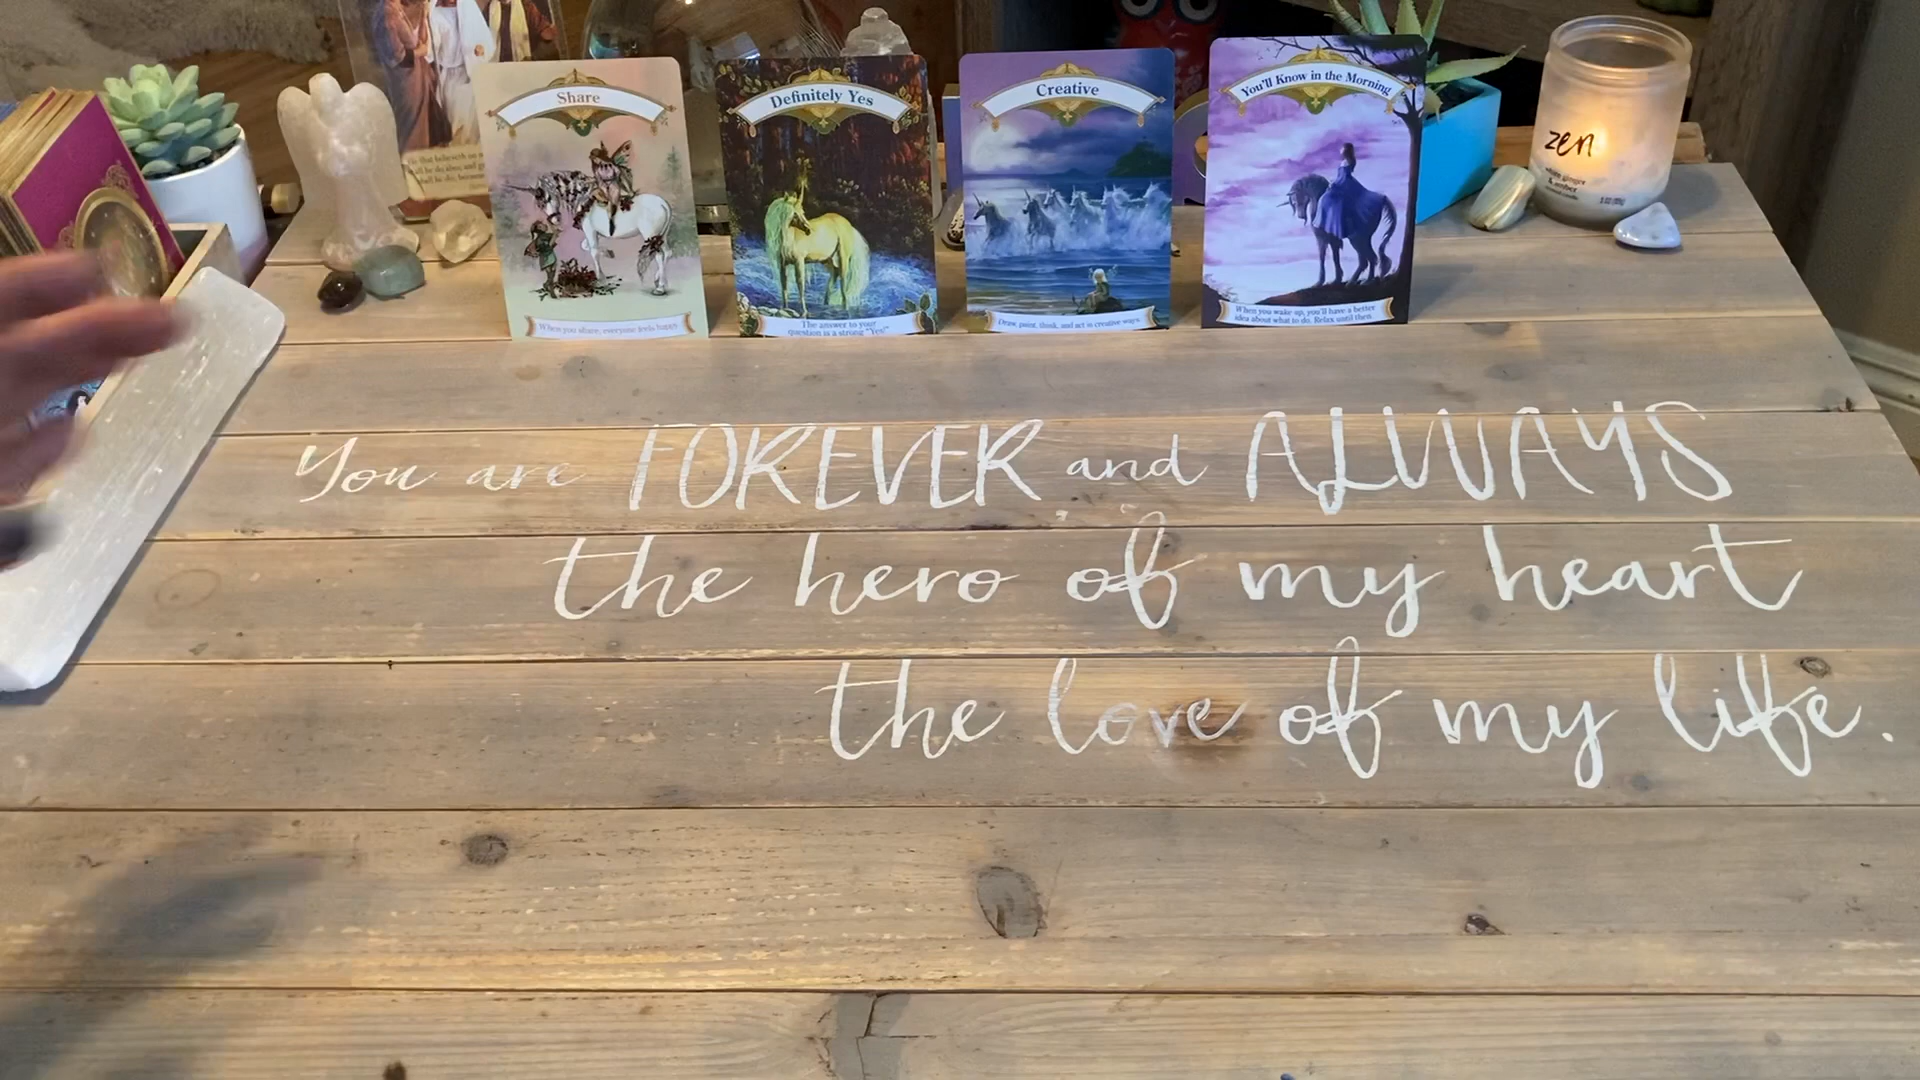 Share
When you share, everyone feels happy.
Definitely Yes
The answer to your
question is a strong "Yes!"
Creative
Draw, paint, think, and act in creative ways.
You'll Know in the Morning
When you wake up, you'll have a better
idea about what to do. Relax until then.
zen
white ginger
& amber
You are FOREVER and ALWAYS
the hero of my heart
the love of my life.